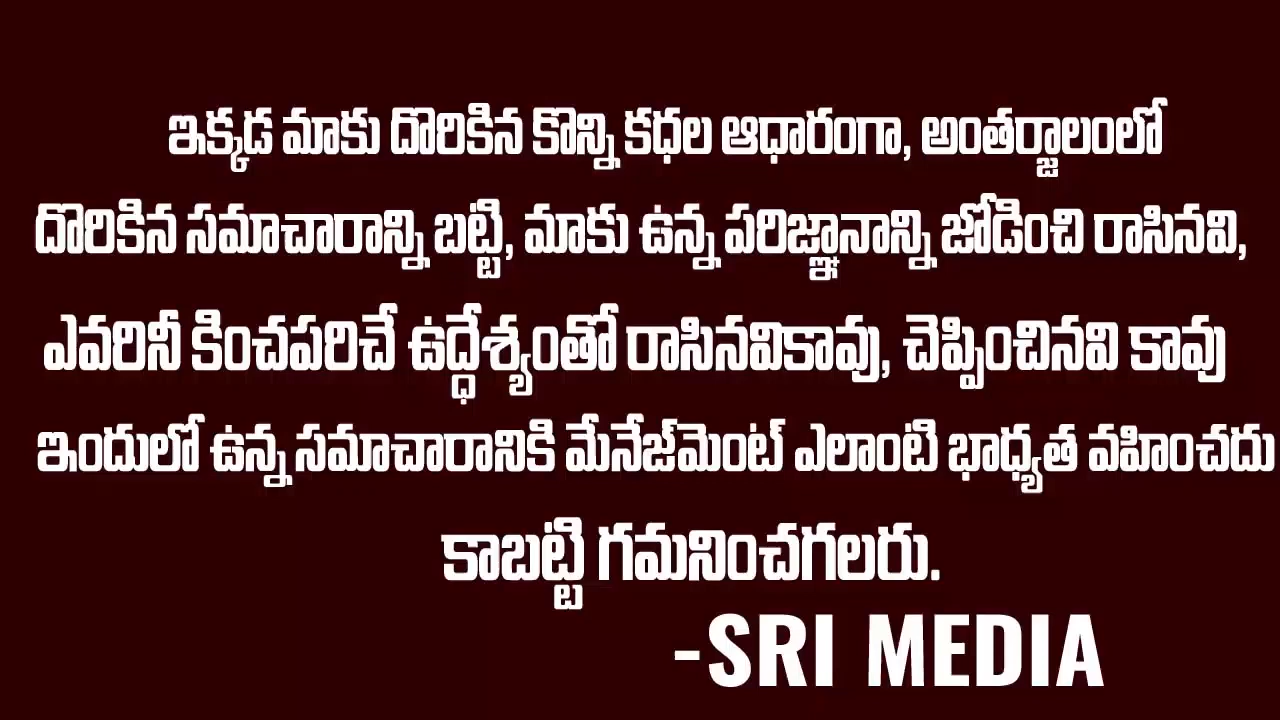 ఇక్కడ మాకు దొరికిన కొన్ని కధల ఆధారంగా, అంతర్జాలంలో
దొరికిన సమాచారాన్ని బట్టి, మాకు ఉన్న పరిజ్ఞానాన్ని జోడించి రాసినవి,
ఎవరినీ కించపరిచే ఉద్ధేశ్యంతో రాసినవికావు, చెప్పించినవి కావు
ఇందులో ఉన్న సమాచారానికి మేనేజ్‌మెంట్ ఎలాంటి భాధ్యత వహించదు
కాబట్టి గమనించగలరు.
-SRI MEDIA